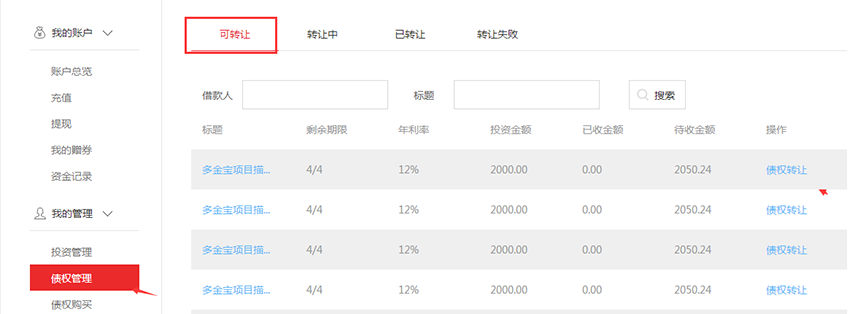 我的账户
账户总览
充值
提现
我的赠券
资金记录
我的管理
投资管理
债权管理
债权购买
可转让 转让中 已转让 转让失败
借款人 标题 搜索
标题 剩余期限 年利率 投资金额 已收金额 待收金额 操作
多金宝项目描... 4/4 12% 2000.00 0.00 2050.24 债权转让
多金宝项目描... 4/4 12% 2000.00 0.00 2050.24 债权转让
多金宝项目描... 4/4 12% 2000.00 0.00 2050.24 债权转让
多金宝项目描... 4/4 12% 2000.00 0.00 2050.24 债权转让